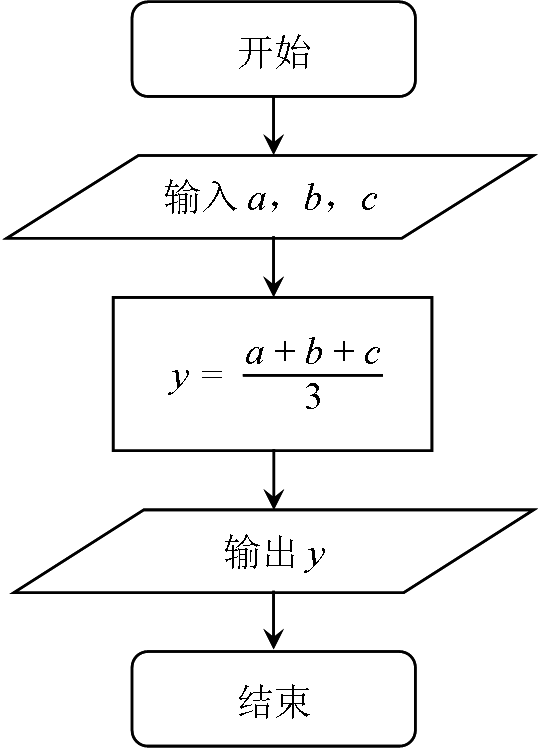 开始
输入 a，b，c
y = (a + b + c)/3
输出 y
结束